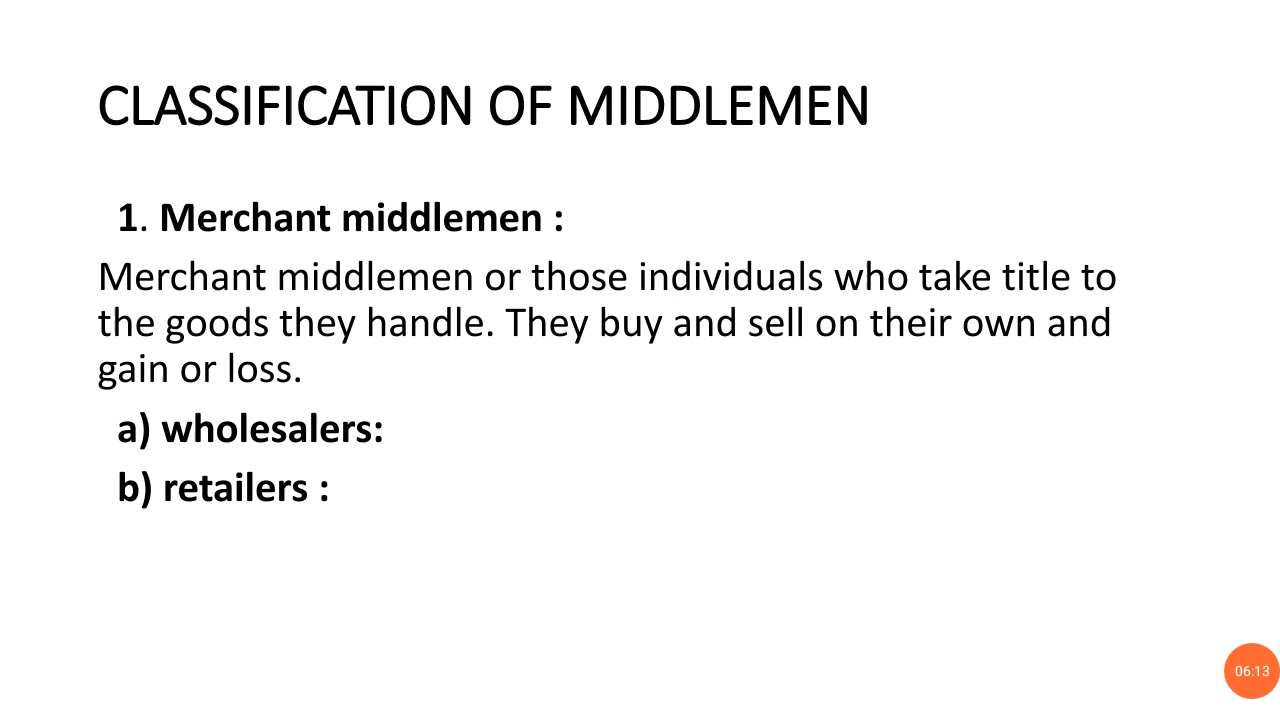 CLASSIFICATION OF MIDDLEMEN
1. Merchant middlemen :
Merchant middlemen or those individuals who take title to
the goods they handle. They buy and sell on their own and
gain or loss.
a) wholesalers:
b) retailers :
06:13